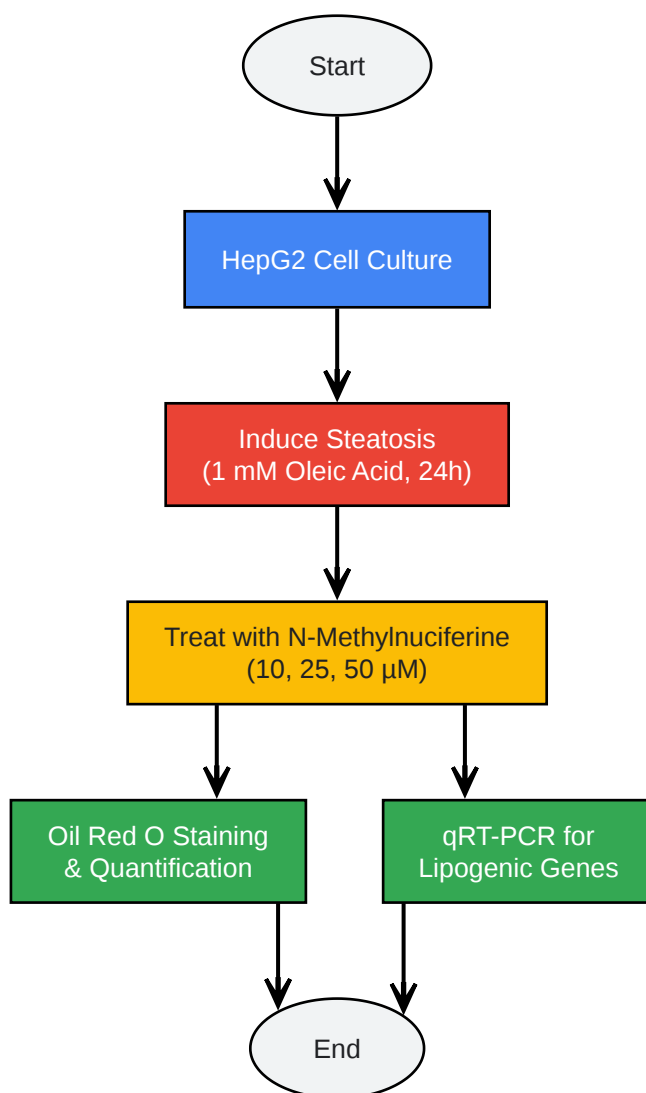 Start
HepG2 Cell Culture
Induce Steatosis
(1 mM Oleic Acid, 24h)
Treat with N-Methylnuciferine
(10, 25, 50 µM)
Oil Red O Staining
& Quantification
qRT-PCR for
Lipogenic Genes
End